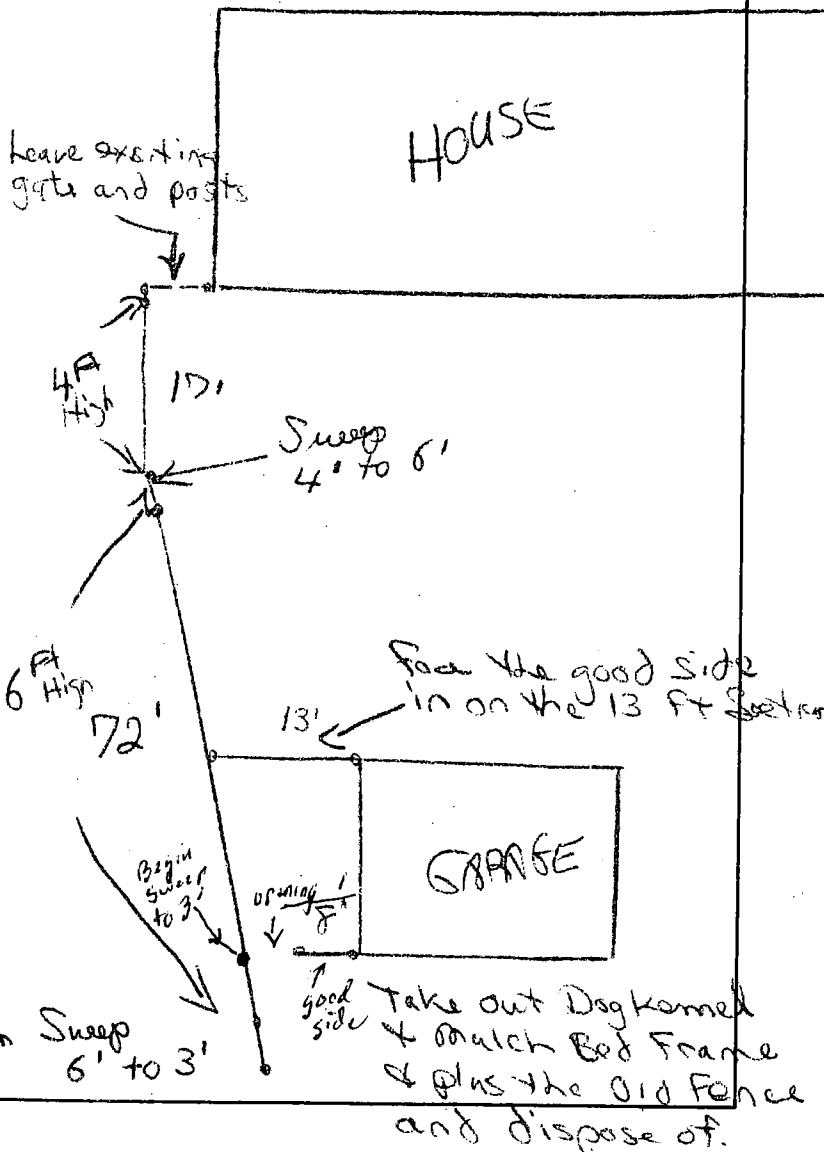 HOUSE
Leave existing
gate and posts
4 Ft
High
17'
Sweep
4' to 6'
6 Ft
High
72'
Face the good side
in on the 13 ft Section
13'
GARAGE
Begin
sweep
to 3'
opening
good
side
Take out Dog Kennel
& Mulch Bed Frame
& plus the Old Fence
and dispose of.
Sweep
6' to 3'